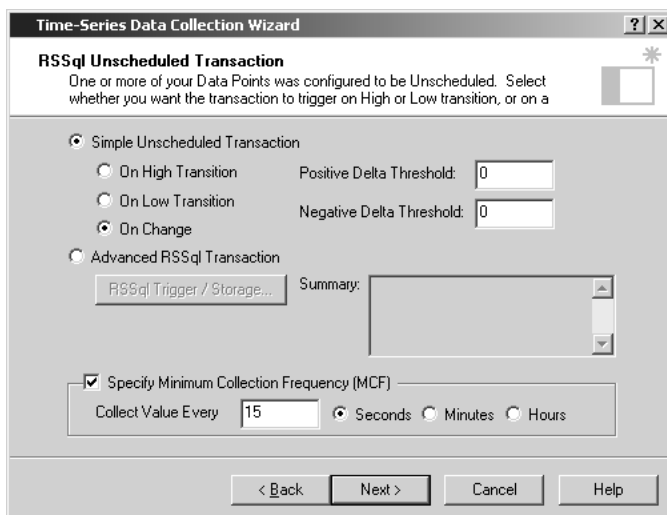 Time-Series Data Collection Wizard
RSSql Unscheduled Transaction
One or more of your Data Points was configured to be Unscheduled. Select
whether you want the transaction to trigger on High or Low transition, or on a
Simple Unscheduled Transaction
On High Transition
Positive Delta Threshold: 0
On Low Transition
Negative Delta Threshold: 0
On Change
Advanced RSSql Transaction
RSSql Trigger / Storage...
Summary:
Specify Minimum Collection Frequency (MCF)
Collect Value Every 15 Seconds Minutes Hours
< Back Next > Cancel Help